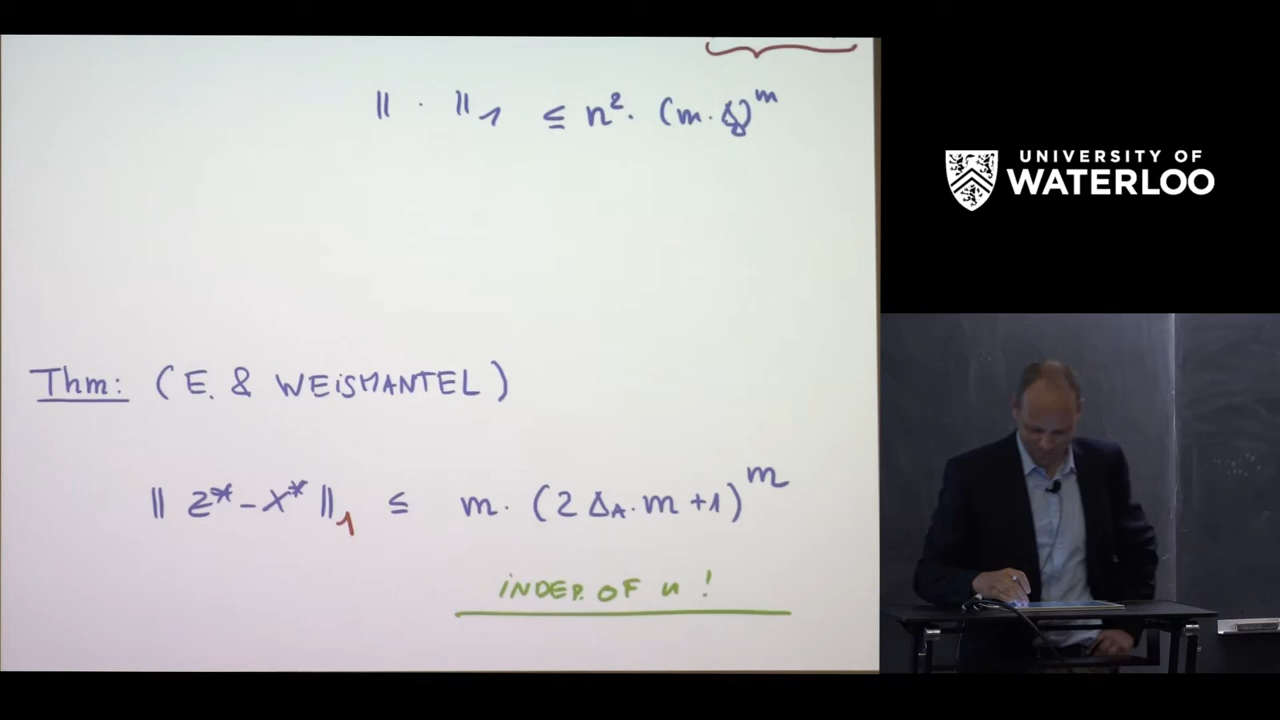 ‖ · ‖₁ ≤ n² · (m · Δ)ᵐ
Thm: (E. & WEiSMANTEL)
‖ z* - x* ‖₁ ≤ m · (2 Δ_A · m + 1)ᵐ
iNDEP. OF n !
UNIVERSITY OF
WATERLOO